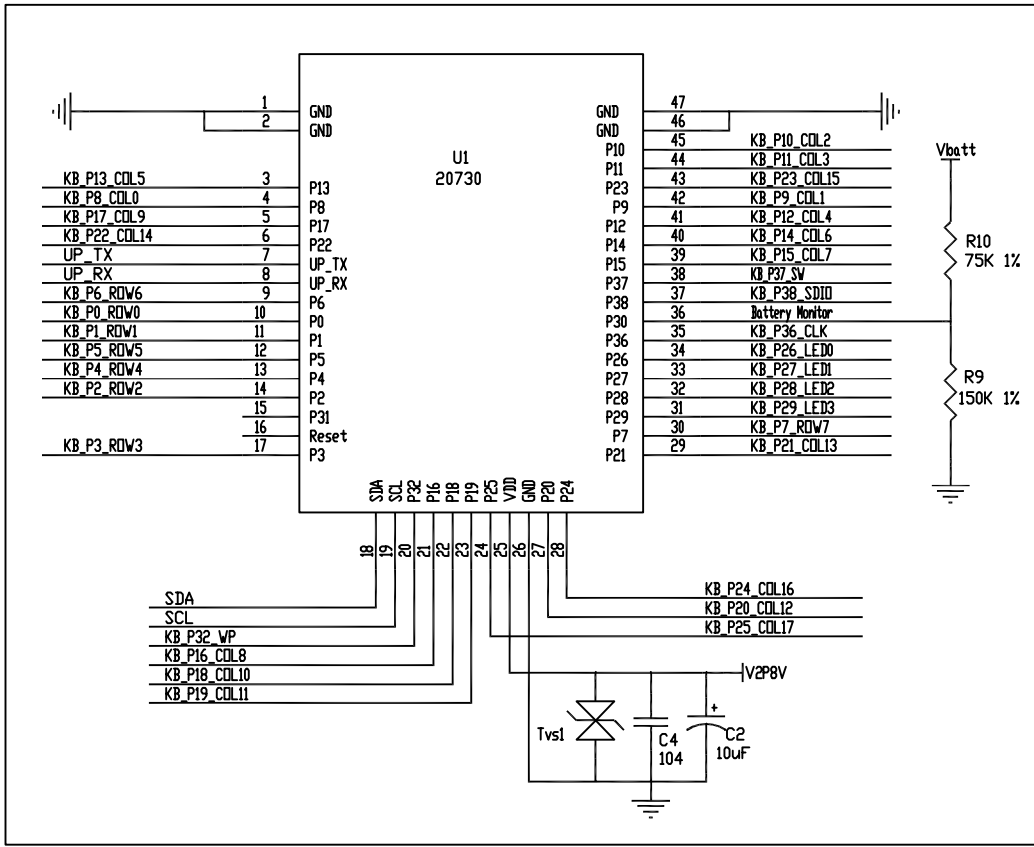 1 GND
2 GND
U1
20730
KB_P13_COL5 3 P13
KB_P8_COL0 4 P8
KB_P17_COL9 5 P17
KB_P22_COL14 6 P22
UP_TX 7 UP_TX
UP_RX 8 UP_RX
KB_P6_ROW6 9 P6
KB_P0_ROW0 10 P0
KB_P1_ROW1 11 P1
KB_P5_ROW5 12 P5
KB_P4_ROW4 13 P4
KB_P2_ROW2 14 P2
15 P31
16 Reset
KB_P3_ROW3 17 P3
GND 47
GND 46
P10 45 KB_P10_COL2
P11 44 KB_P11_COL3
P23 43 KB_P23_COL15
P9 42 KB_P9_COL1
P12 41 KB_P12_COL4
P14 40 KB_P14_COL6
P15 39 KB_P15_COL7
P37 38 KB_P37_SW
P38 37 KB_P38_SDIO
P30 36 Battery Monitor
P36 35 KB_P36_CLK
P26 34 KB_P26_LED0
P27 33 KB_P27_LED1
P28 32 KB_P28_LED2
P29 31 KB_P29_LED3
P7 30 KB_P7_ROW7
P21 29 KB_P21_COL13
Vbatt
R10
75K 1%
R9
150K 1%
SDA SCL P32 P16 P18 P19 P25 VDD GND P20 P24
18 19 20 21 22 23 24 25 26 27 28
SDA
SCL
KB_P32_WP
KB_P16_COL8
KB_P18_COL10
KB_P19_COL11
KB_P24_COL16
KB_P20_COL12
KB_P25_COL17
V2P8V
Tvs1
C4
104
+
C2
10uF